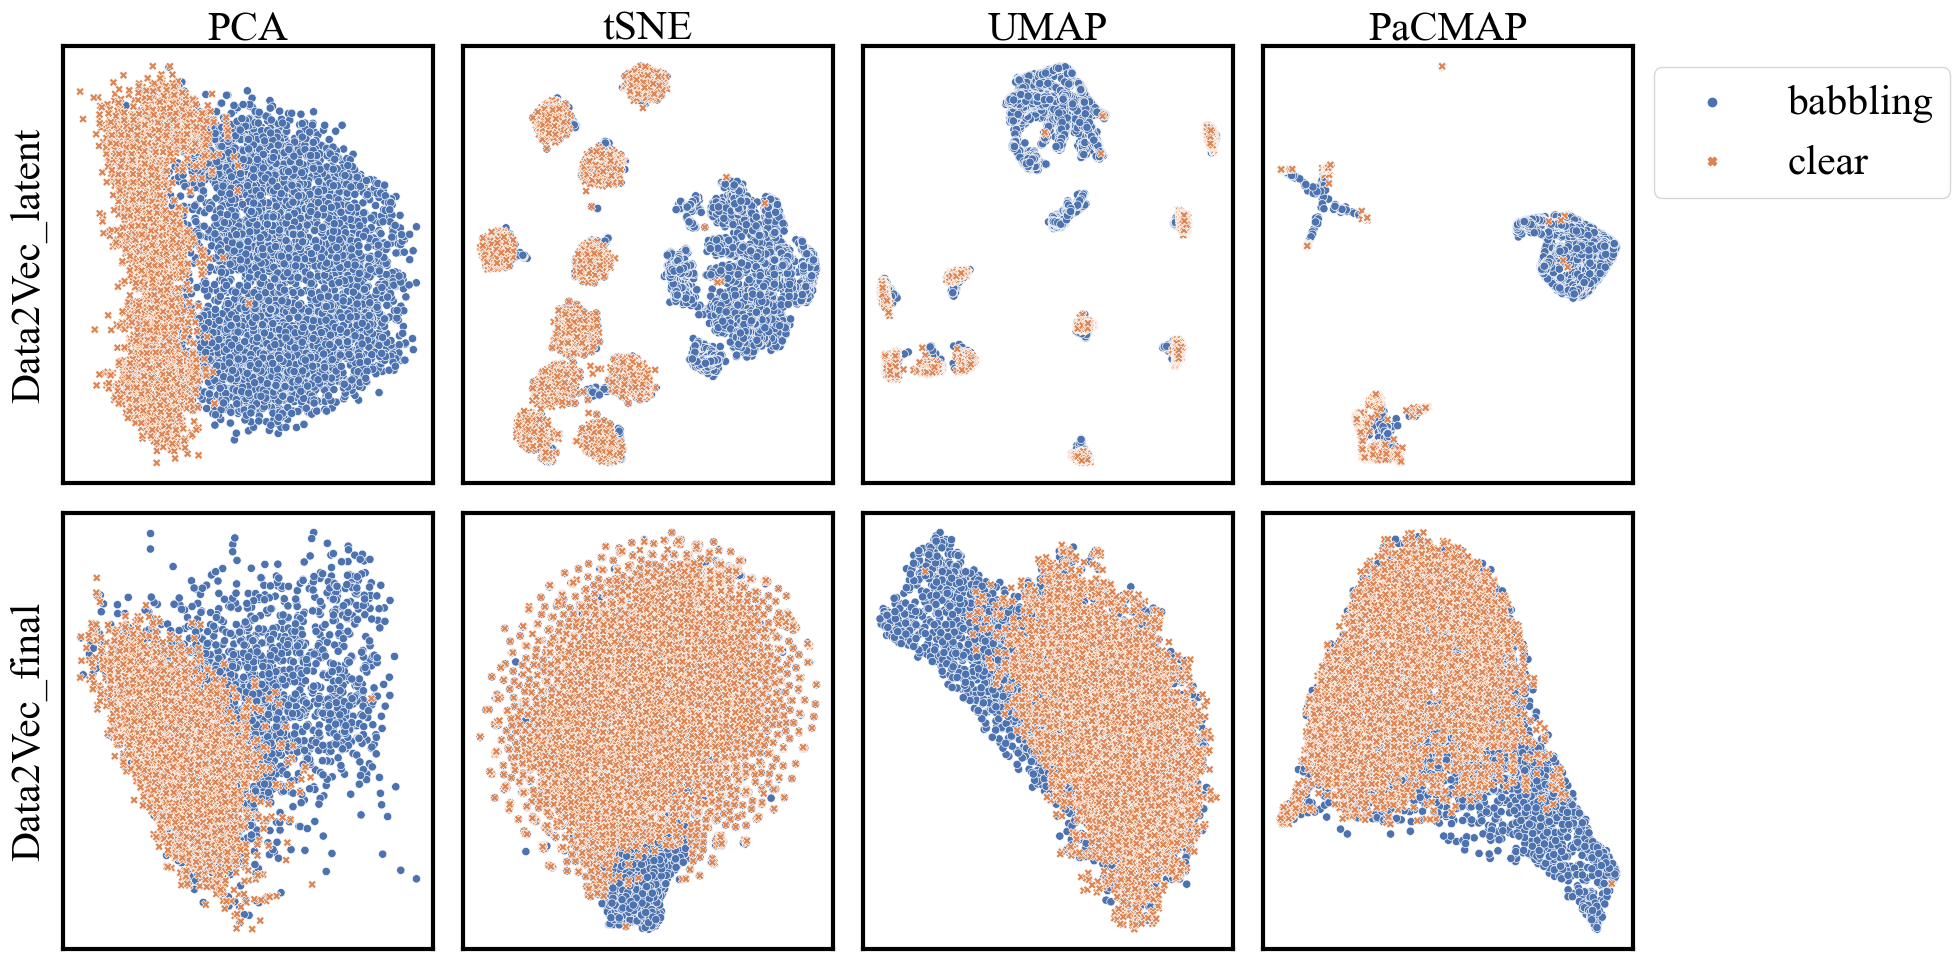 PCA
tSNE
UMAP
PaCMAP
babbling
clear
Data2Vec_latent
Data2Vec_final